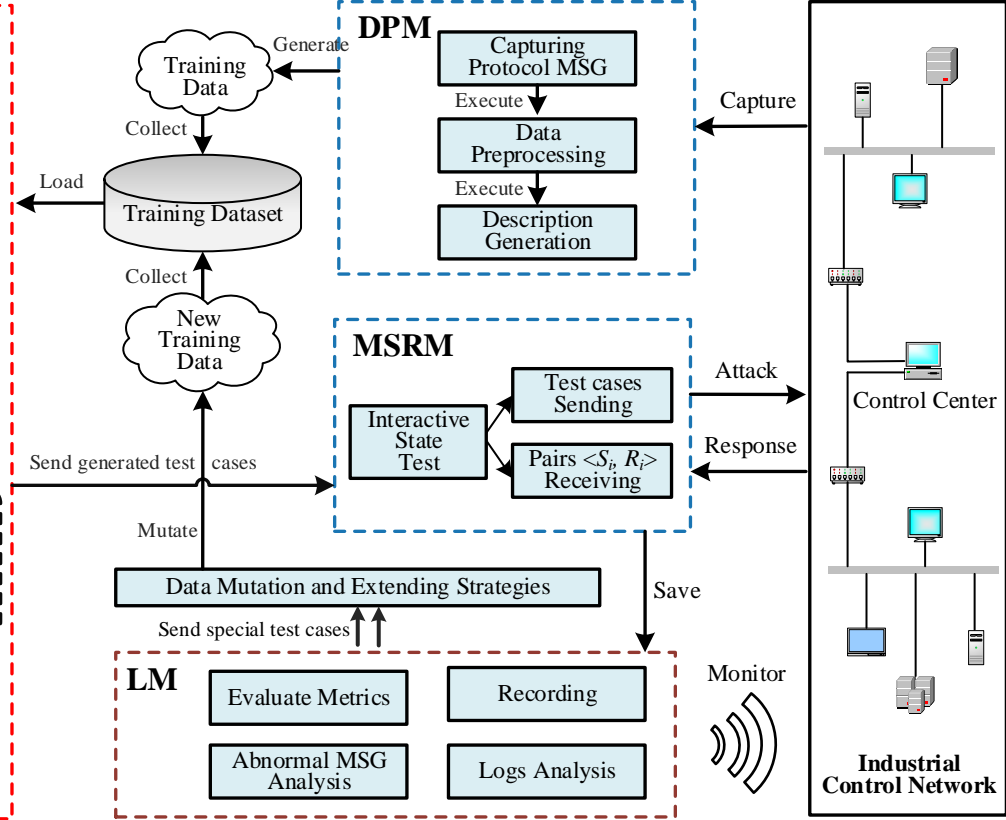 DPM
Generate
Capturing
Protocol MSG
Training
Data
Execute
Capture
Collect
Data
Preprocessing
Load
Execute
Training Dataset
Description
Generation
Collect
New
Training
Data
MSRM
Attack
Test cases
Sending
Control Center
Interactive
State
Test
Response
Pairs <Si, Ri>
Receiving
Send generated test cases
Mutate
Data Mutation and Extending Strategies
Save
Send special test cases
LM
Monitor
Evaluate Metrics
Recording
Abnormal MSG
Analysis
Logs Analysis
Industrial
Control Network